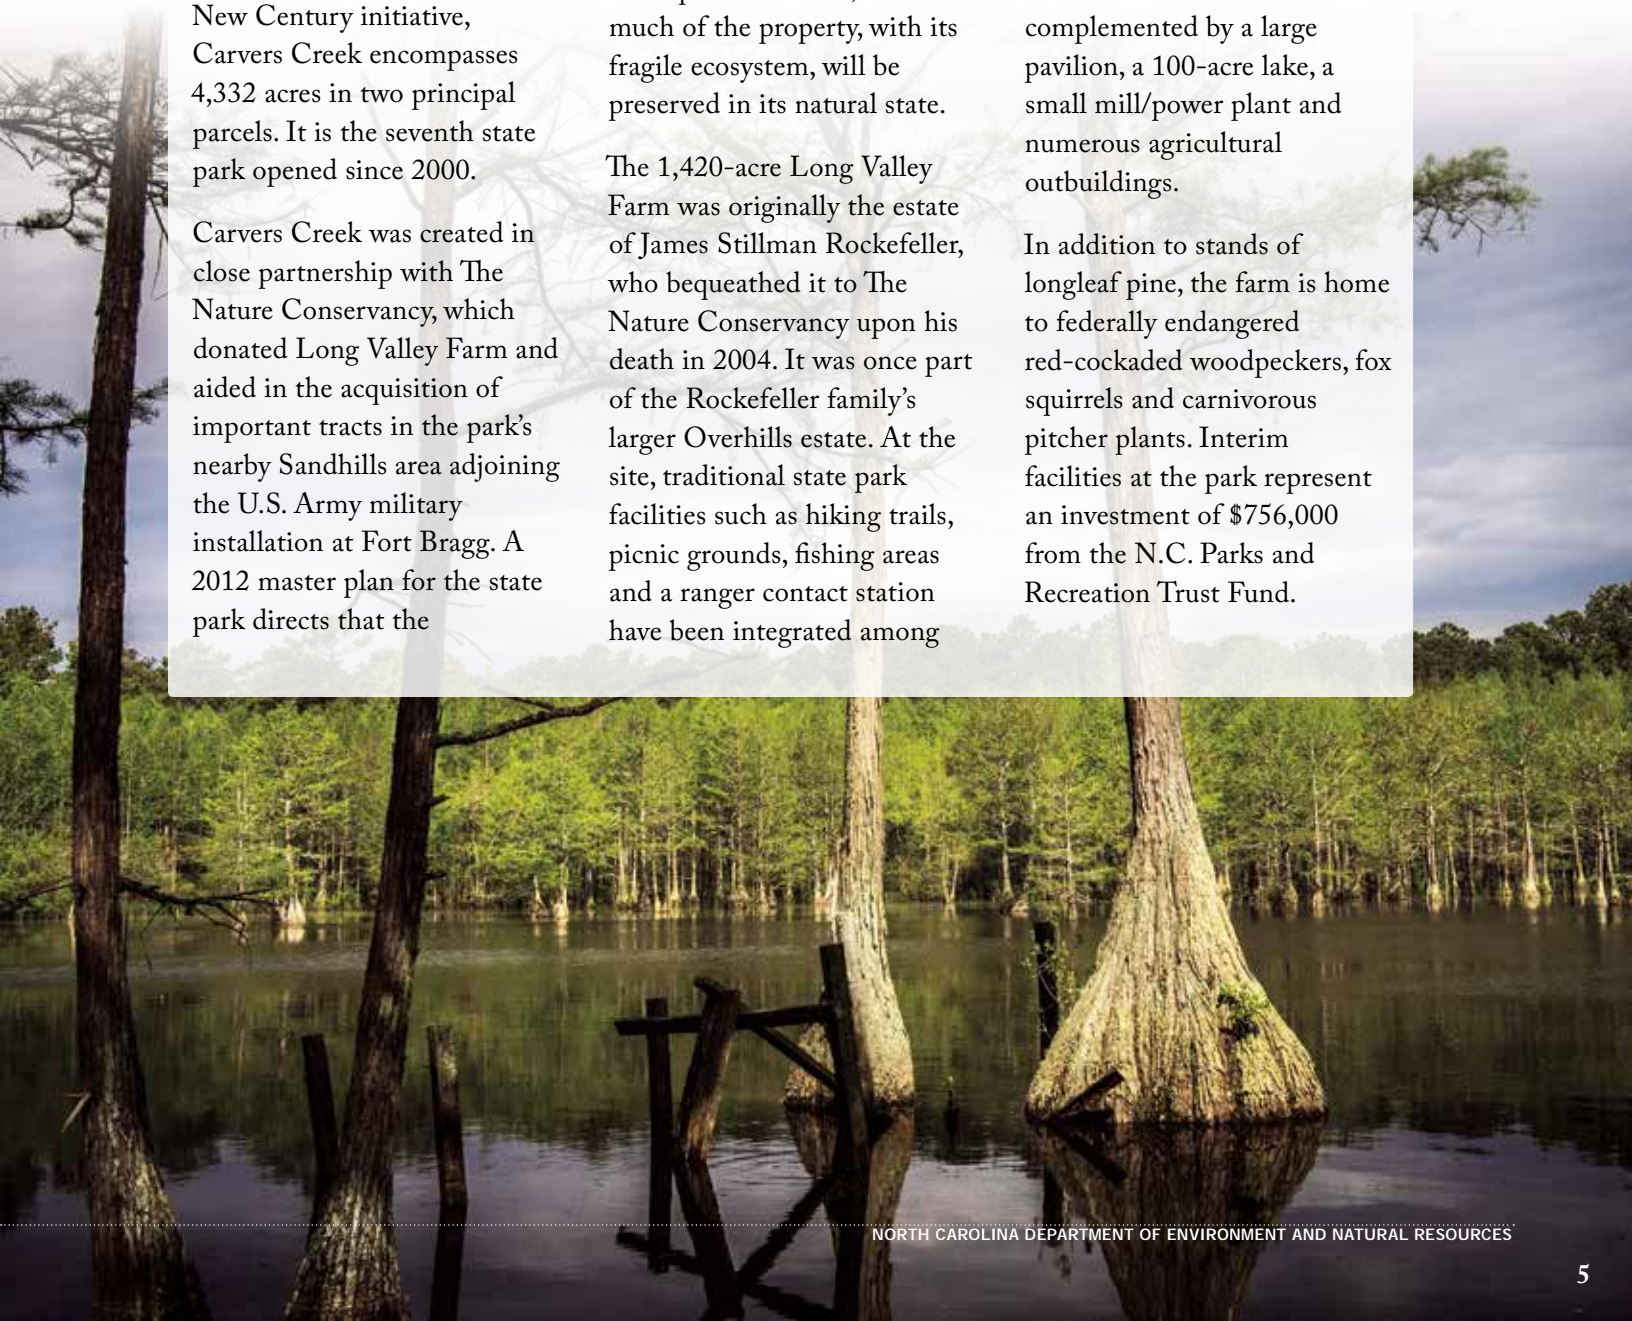 New Century initiative,
Carvers Creek encompasses
4,332 acres in two principal
parcels. It is the seventh state
park opened since 2000.
Carvers Creek was created in
close partnership with The
Nature Conservancy, which
donated Long Valley Farm and
aided in the acquisition of
important tracts in the park’s
nearby Sandhills area adjoining
the U.S. Army military
installation at Fort Bragg. A
2012 master plan for the state
park directs that the
much of the property, with its
fragile ecosystem, will be
preserved in its natural state.
The 1,420-acre Long Valley
Farm was originally the estate
of James Stillman Rockefeller,
who bequeathed it to The
Nature Conservancy upon his
death in 2004. It was once part
of the Rockefeller family’s
larger Overhills estate. At the
site, traditional state park
facilities such as hiking trails,
picnic grounds, fishing areas
and a ranger contact station
have been integrated among
complemented by a large
pavilion, a 100-acre lake, a
small mill/power plant and
numerous agricultural
outbuildings.
In addition to stands of
longleaf pine, the farm is home
to federally endangered
red-cockaded woodpeckers, fox
squirrels and carnivorous
pitcher plants. Interim
facilities at the park represent
an investment of $756,000
from the N.C. Parks and
Recreation Trust Fund.
NORTH CAROLINA DEPARTMENT OF ENVIRONMENT AND NATURAL RESOURCES
5